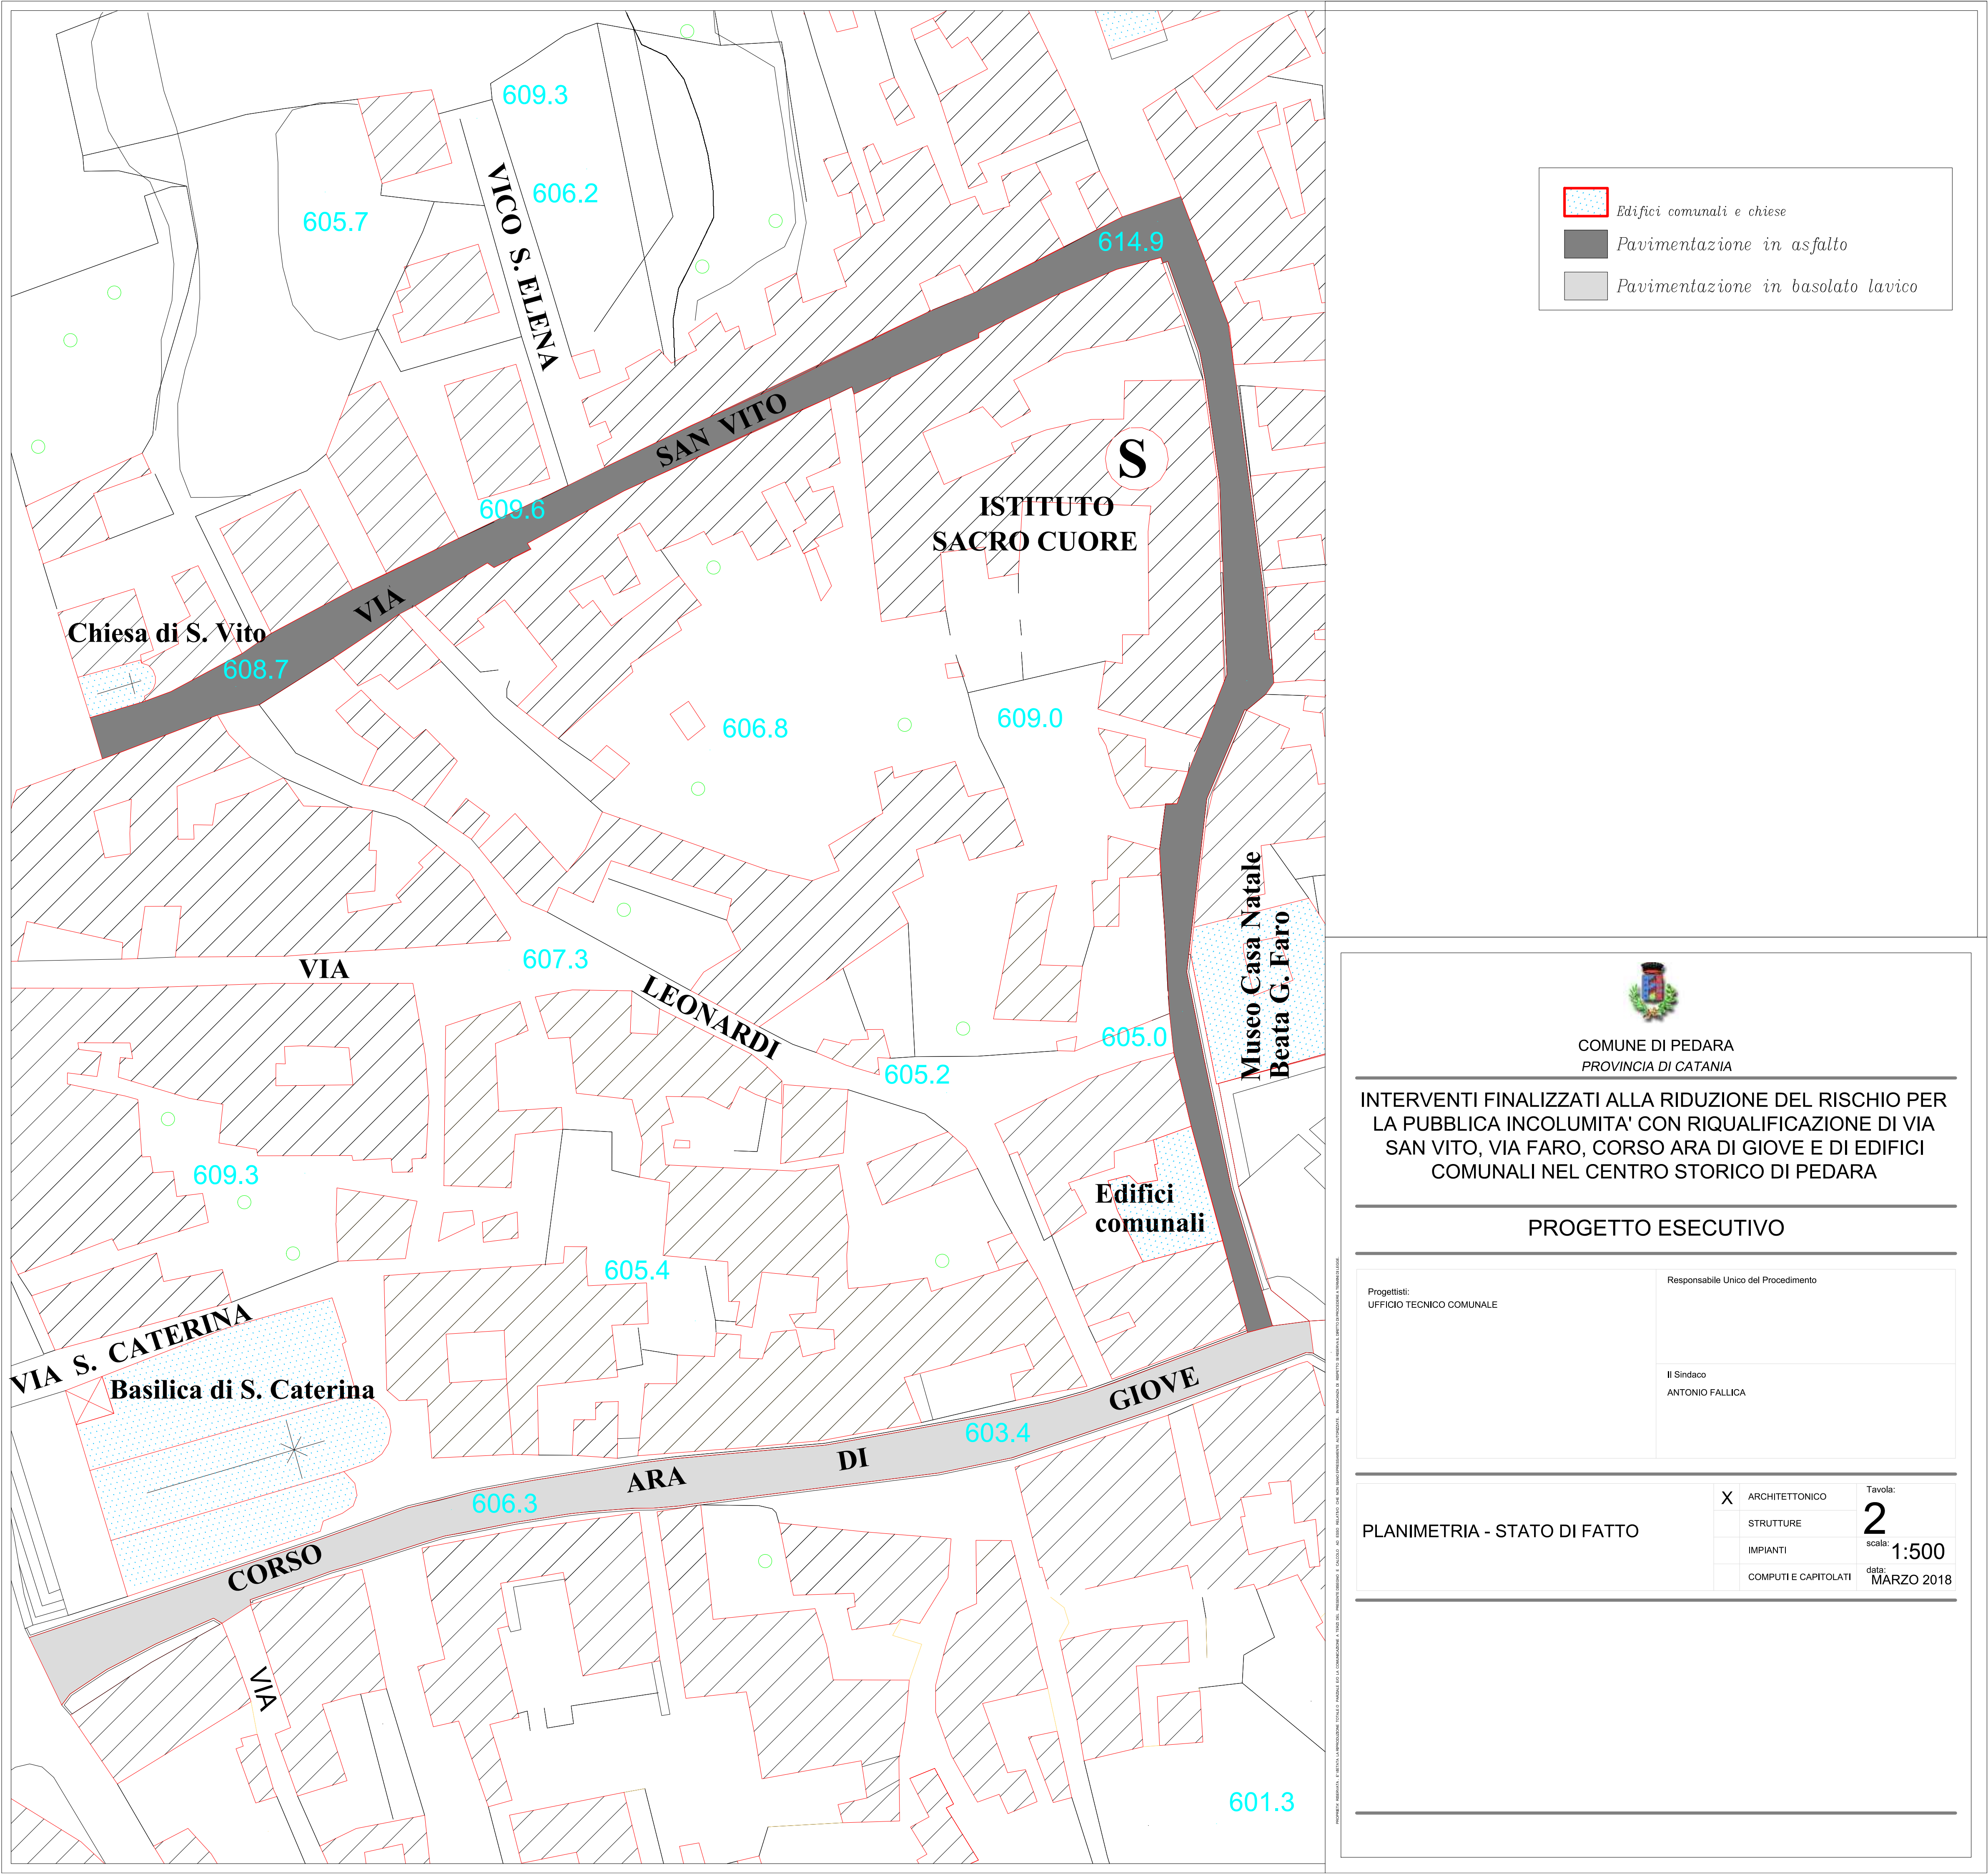 609.3
606.2
605.7
VICO S. ELENA
614.9
VIA SAN VITO
609.6
S
ISTITUTO
SACRO CUORE
Chiesa di S. Vito
608.7
606.8
609.0
Museo Casa Natale
Beata G. Faro
607.3
VIA LEONARDI
605.0
605.2
609.3
Edifici
comunali
605.4
VIA S. CATERINA
Basilica di S. Caterina
CORSO ARA DI GIOVE
603.4
606.3
VIA
601.3
Edifici comunali e chiese
Pavimentazione in asfalto
Pavimentazione in basolato lavico
COMUNE DI PEDARA
PROVINCIA DI CATANIA
INTERVENTI FINALIZZATI ALLA RIDUZIONE DEL RISCHIO PER
LA PUBBLICA INCOLUMITA' CON RIQUALIFICAZIONE DI VIA
SAN VITO, VIA FARO, CORSO ARA DI GIOVE E DI EDIFICI
COMUNALI NEL CENTRO STORICO DI PEDARA
PROGETTO ESECUTIVO
Progettisti:
UFFICIO TECNICO COMUNALE
Responsabile Unico del Procedimento
Il Sindaco
ANTONIO FALLICA
PLANIMETRIA - STATO DI FATTO
X ARCHITETTONICO
STRUTTURE
IMPIANTI
COMPUTI E CAPITOLATI
Tavola:
2
scala: 1:500
data:
MARZO 2018